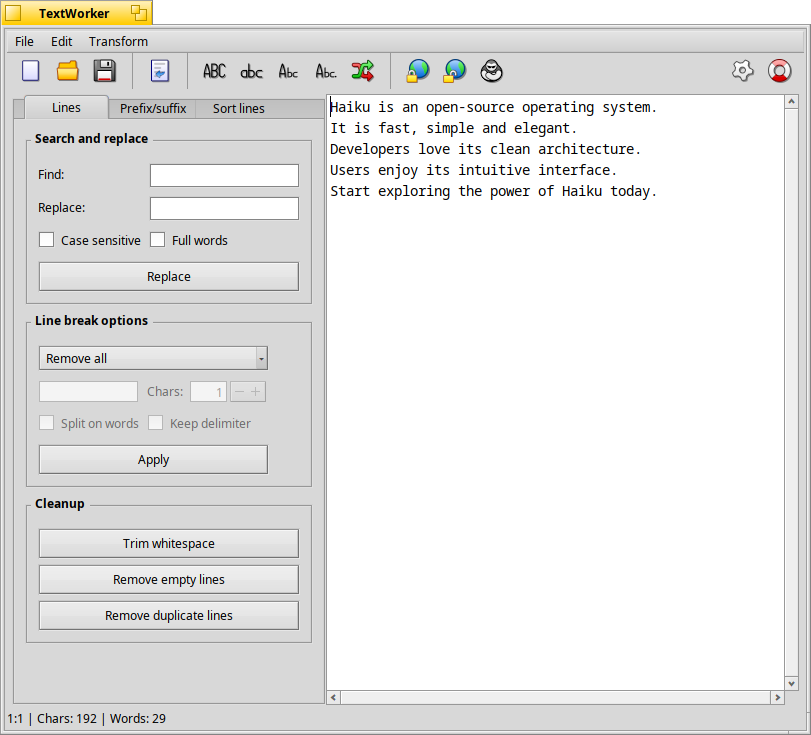 TextWorker
File Edit Transform
ABC abc Abc Abc.
Lines Prefix/suffix Sort lines
Search and replace
Find:
Replace:
Case sensitive Full words
Replace
Line break options
Remove all
Chars: 1
Split on words Keep delimiter
Apply
Cleanup
Trim whitespace
Remove empty lines
Remove duplicate lines
Haiku is an open-source operating system.
It is fast, simple and elegant.
Developers love its clean architecture.
Users enjoy its intuitive interface.
Start exploring the power of Haiku today.
1:1 | Chars: 192 | Words: 29